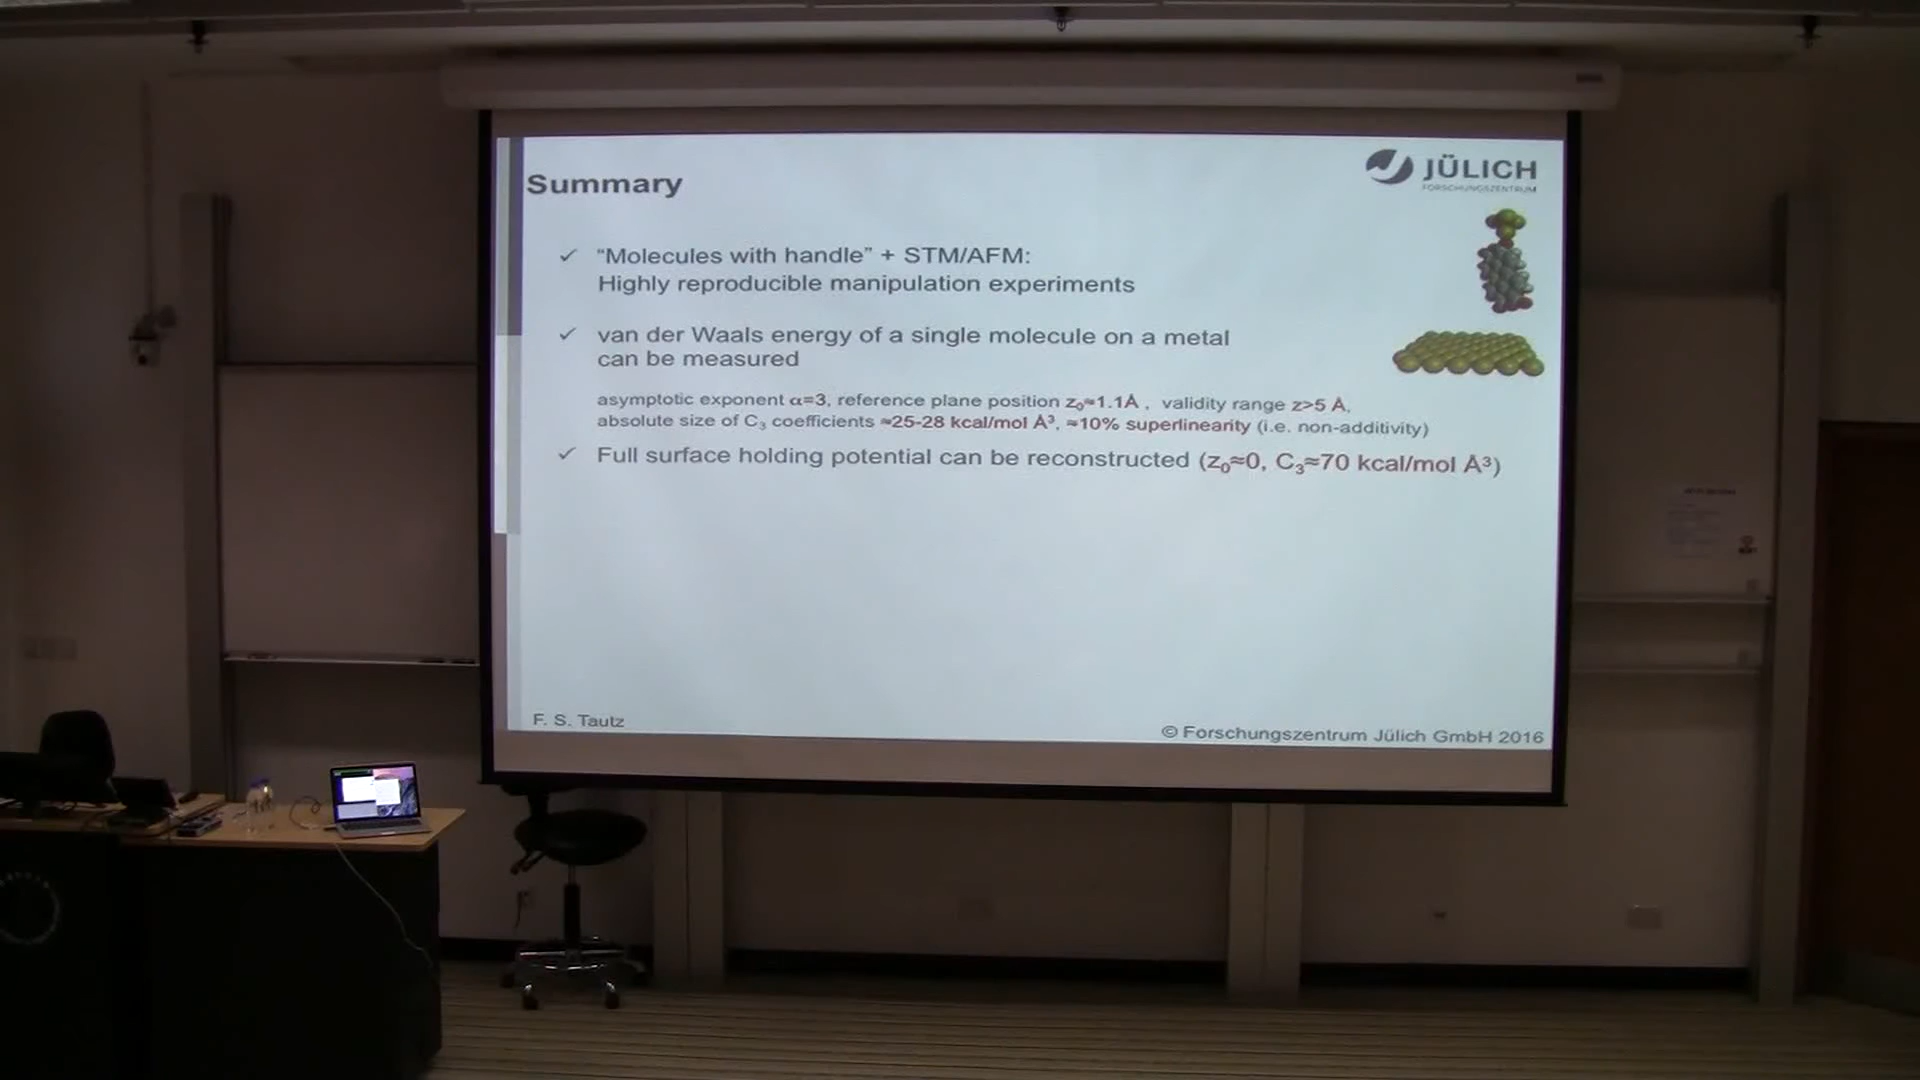 JÜLICH
FORSCHUNGSZENTRUM
Summary
✓ “Molecules with handle” + STM/AFM:
Highly reproducible manipulation experiments
✓ van der Waals energy of a single molecule on a metal
can be measured
asymptotic exponent α=3, reference plane position z₀≈1.1Å , validity range z>5 Å,
absolute size of C₃ coefficients ≈25-28 kcal/mol Å³, ≈10% superlinearity (i.e. non-additivity)
✓ Full surface holding potential can be reconstructed (z₀≈0, C₃≈70 kcal/mol Å³)
F. S. Tautz
© Forschungszentrum Jülich GmbH 2016